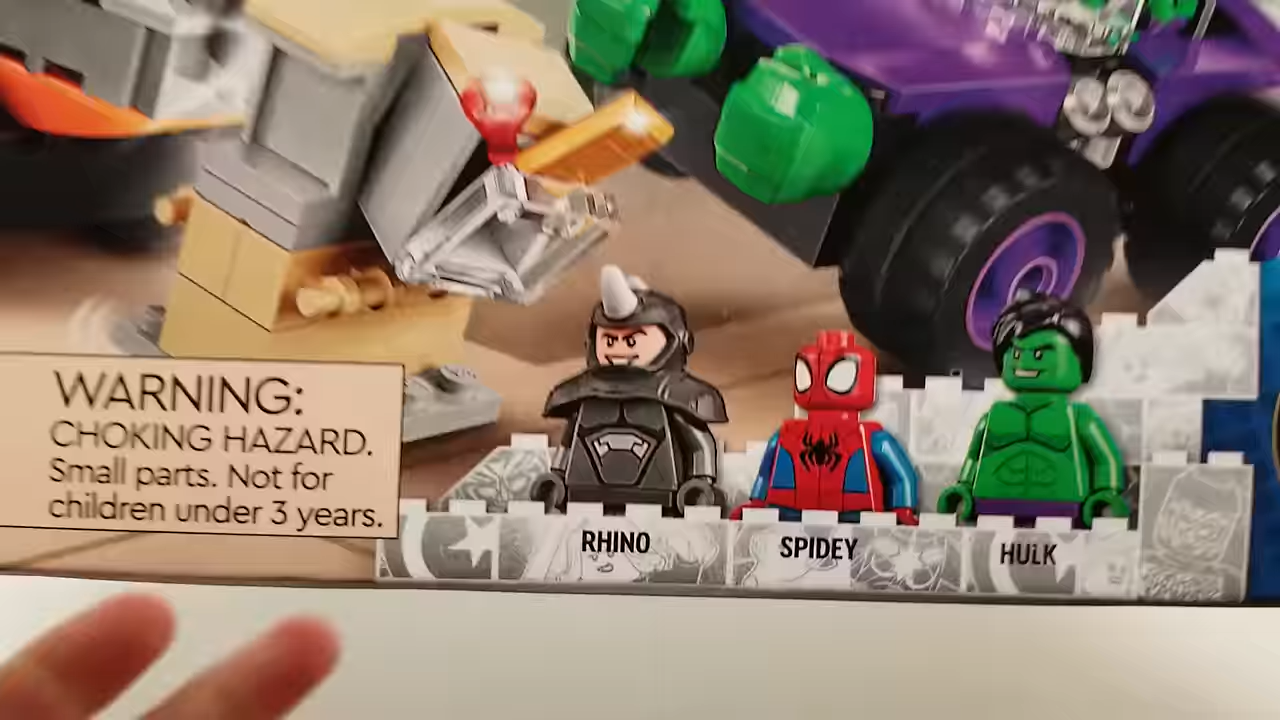 WARNING:
CHOKING HAZARD.
Small parts. Not for
children under 3 years.
RHINO
SPIDEY
HULK